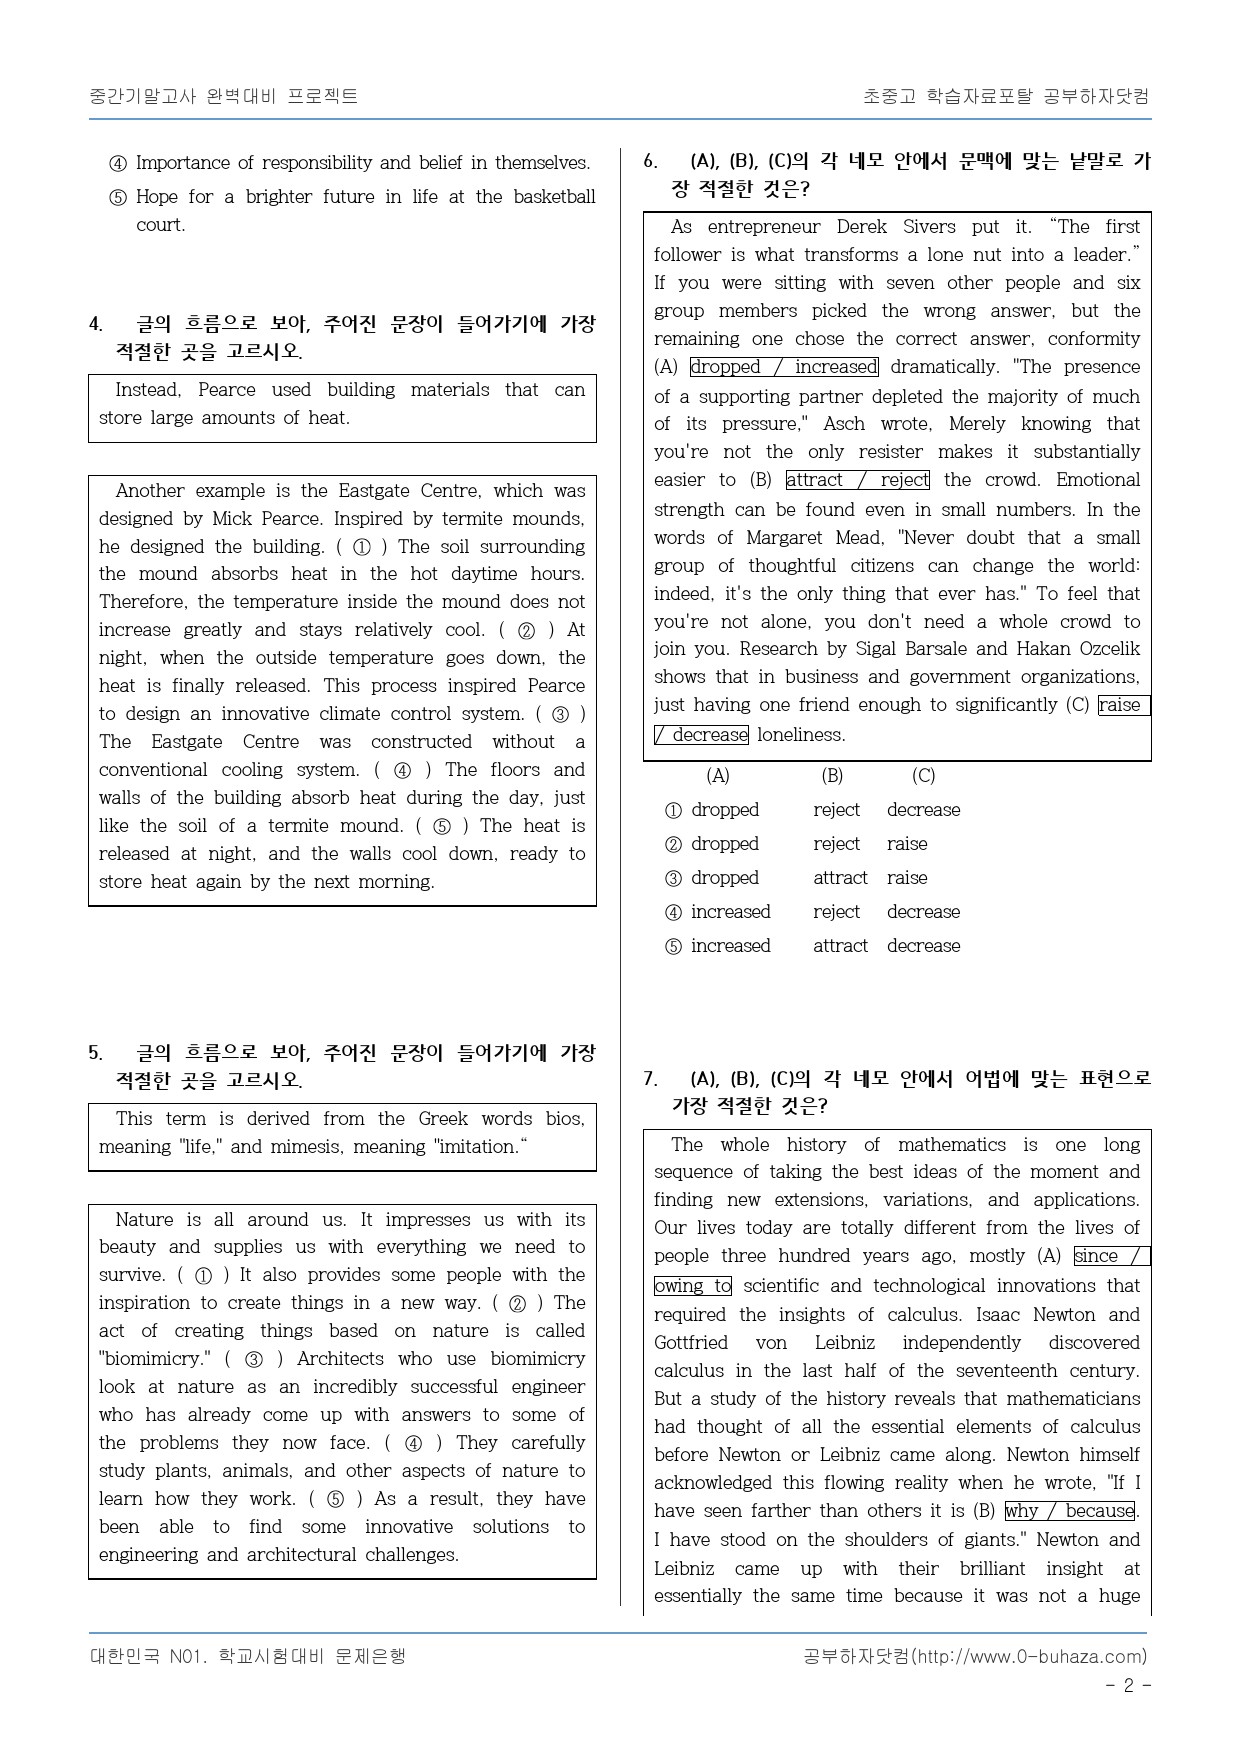 중간기말고사 완벽대비 프로젝트
초중고 학습자료포탈 공부하자닷컴
④ Importance of responsibility and belief in themselves.
⑤ Hope for a brighter future in life at the basketball
court.
4. 글의 흐름으로 보아, 주어진 문장이 들어가기에 가장
적절한 곳을 고르시오.
Instead, Pearce used building materials that can
store large amounts of heat.
Another example is the Eastgate Centre, which was
designed by Mick Pearce. Inspired by termite mounds,
he designed the building. ( ① ) The soil surrounding
the mound absorbs heat in the hot daytime hours.
Therefore, the temperature inside the mound does not
increase greatly and stays relatively cool. ( ② ) At
night, when the outside temperature goes down, the
heat is finally released. This process inspired Pearce
to design an innovative climate control system. ( ③ )
The Eastgate Centre was constructed without a
conventional cooling system. ( ④ ) The floors and
walls of the building absorb heat during the day, just
like the soil of a termite mound. ( ⑤ ) The heat is
released at night, and the walls cool down, ready to
store heat again by the next morning.
5. 글의 흐름으로 보아, 주어진 문장이 들어가기에 가장
적절한 곳을 고르시오.
This term is derived from the Greek words bios,
meaning "life," and mimesis, meaning "imitation.“
Nature is all around us. It impresses us with its
beauty and supplies us with everything we need to
survive. ( ① ) It also provides some people with the
inspiration to create things in a new way. ( ② ) The
act of creating things based on nature is called
"biomimicry." ( ③ ) Architects who use biomimicry
look at nature as an incredibly successful engineer
who has already come up with answers to some of
the problems they now face. ( ④ ) They carefully
study plants, animals, and other aspects of nature to
learn how they work. ( ⑤ ) As a result, they have
been able to find some innovative solutions to
engineering and architectural challenges.
6. (A), (B), (C)의 각 네모 안에서 문맥에 맞는 낱말로 가
장 적절한 것은?
As entrepreneur Derek Sivers put it. “The first
follower is what transforms a lone nut into a leader.”
If you were sitting with seven other people and six
group members picked the wrong answer, but the
remaining one chose the correct answer, conformity
(A) dropped / increased dramatically. "The presence
of a supporting partner depleted the majority of much
of its pressure," Asch wrote, Merely knowing that
you're not the only resister makes it substantially
easier to (B) attract / reject the crowd. Emotional
strength can be found even in small numbers. In the
words of Margaret Mead, "Never doubt that a small
group of thoughtful citizens can change the world:
indeed, it's the only thing that ever has." To feel that
you're not alone, you don't need a whole crowd to
join you. Research by Sigal Barsale and Hakan Ozcelik
shows that in business and government organizations,
just having one friend enough to significantly (C) raise
/ decrease loneliness.
(A) (B) (C)
① dropped reject decrease
② dropped reject raise
③ dropped attract raise
④ increased reject decrease
⑤ increased attract decrease
7. (A), (B), (C)의 각 네모 안에서 어법에 맞는 표현으로
가장 적절한 것은?
The whole history of mathematics is one long
sequence of taking the best ideas of the moment and
finding new extensions, variations, and applications.
Our lives today are totally different from the lives of
people three hundred years ago, mostly (A) since /
owing to scientific and technological innovations that
required the insights of calculus. Isaac Newton and
Gottfried von Leibniz independently discovered
calculus in the last half of the seventeenth century.
But a study of the history reveals that mathematicians
had thought of all the essential elements of calculus
before Newton or Leibniz came along. Newton himself
acknowledged this flowing reality when he wrote, "If I
have seen farther than others it is (B) why / because.
I have stood on the shoulders of giants." Newton and
Leibniz came up with their brilliant insight at
essentially the same time because it was not a huge
대한민국 N01. 학교시험대비 문제은행
공부하자닷컴(http://www.0-buhaza.com)
- 2 -